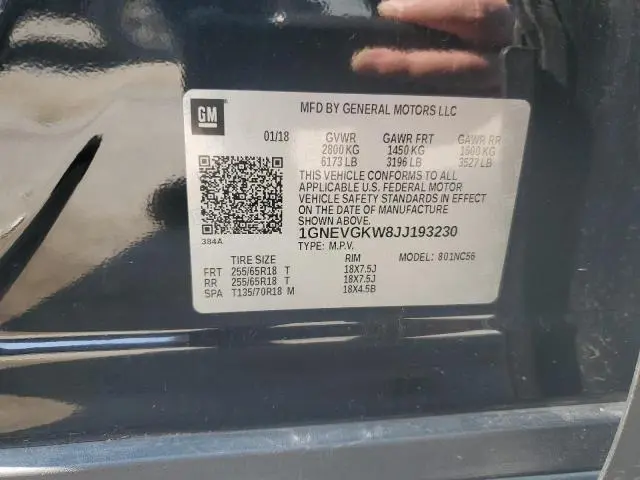 GM
MFD BY GENERAL MOTORS LLC
01/18 GVWR GAWR FRT GAWR RR
2800 KG 1450 KG 1600 KG
6173 LB 3196 LB 3527 LB
THIS VEHICLE CONFORMS TO ALL
APPLICABLE U.S. FEDERAL MOTOR
VEHICLE SAFETY STANDARDS IN EFFECT
ON THE DATE OF MANUFACTURE
SHOWN ABOVE.
384A 1GNEVGKW8JJ193230
TYPE: M.P.V. MODEL: 801NC56
TIRE SIZE RIM
FRT 255/65R18 T 18X7.5J
RR 255/65R18 T 18X7.5J
SPA T135/70R18 M 18X4.5B